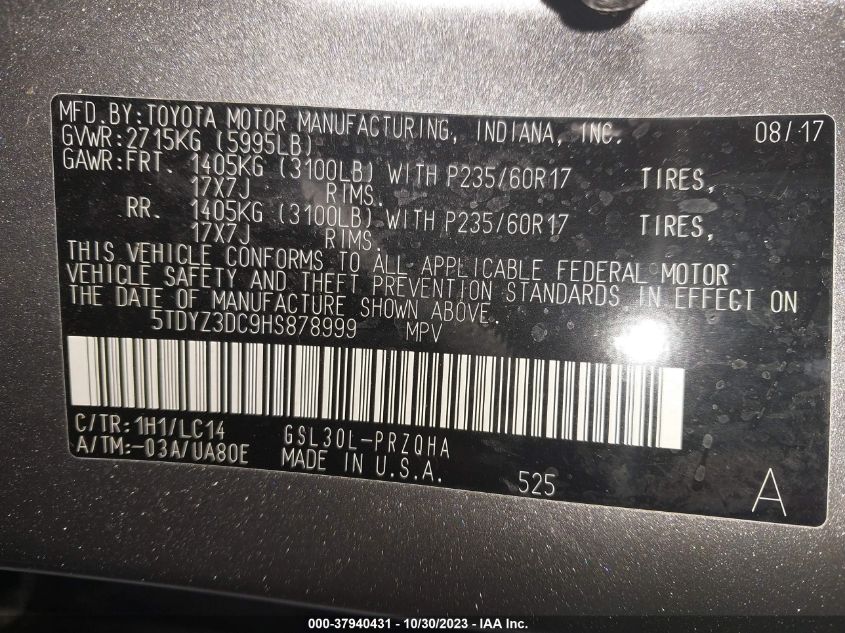 MFD.BY:TOYOTA MOTOR MANUFACTURING, INDIANA, INC. 08/17
GVWR:2715KG (5995LB)
GAWR:FRT. 1405KG (3100LB) WITH P235/60R17 TIRES,
17X7J RIMS.
RR. 1405KG (3100LB) WITH P235/60R17 TIRES,
17X7J RIMS.
THIS VEHICLE CONFORMS TO ALL APPLICABLE FEDERAL MOTOR
VEHICLE SAFETY AND THEFT PREVENTION STANDARDS IN EFFECT ON
THE DATE OF MANUFACTURE SHOWN ABOVE.
5TDYZ3DC9HS878999 MPV
C/TR:1H1/LC14 GSL30L-PRZQHA
A/TM:-03A/UA80E MADE IN U.S.A. 525 A
000-37940431 - 10/30/2023 - IAA Inc.